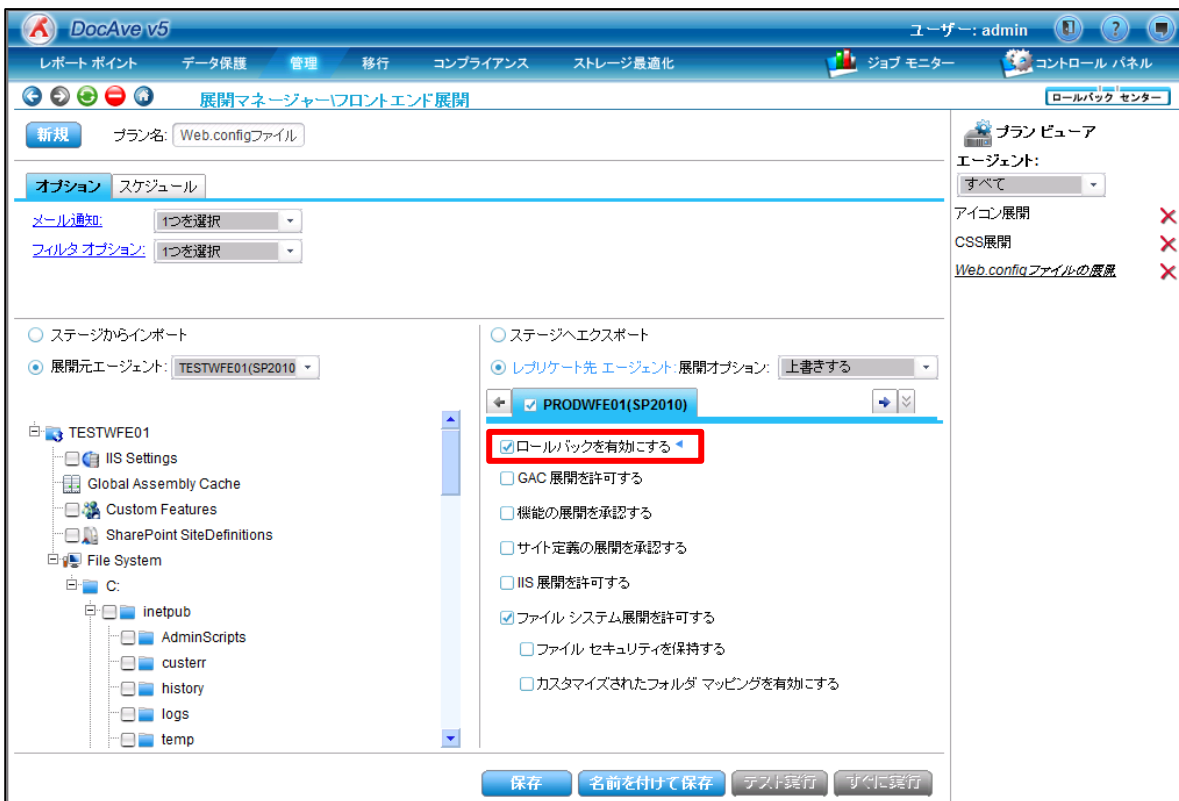 DocAve v5 ユーザー: admin ?
レポート ポイント データ保護 管理 移行 コンプライアンス ストレージ最適化 ジョブ モニター コントロール パネル
展開マネージャー\フロントエンド展開 ロールバック センター
新規 プラン名: Web.configファイル
オプション スケジュール
メール通知: 1つを選択
フィルタ オプション: 1つを選択
ステージからインポート
展開元エージェント: TESTWFE01(SP2010
TESTWFE01
IIS Settings
Global Assembly Cache
Custom Features
SharePoint SiteDefinitions
File System
C:
inetpub
AdminScripts
custerr
history
logs
temp
ステージへエクスポート
レプリケート先 エージェント:展開オプション: 上書きする
PRODWFE01(SP2010)
ロールバックを有効にする
GAC 展開を許可する
機能の展開を承認する
サイト定義の展開を承認する
IIS 展開を許可する
ファイル システム展開を許可する
ファイル セキュリティを保持する
カスタマイズされたフォルダ マッピングを有効にする
保存 名前を付けて保存 テスト実行 すぐに実行
プラン ビューア
エージェント:
すべて
アイコン展開
CSS展開
Web.configファイルの展開